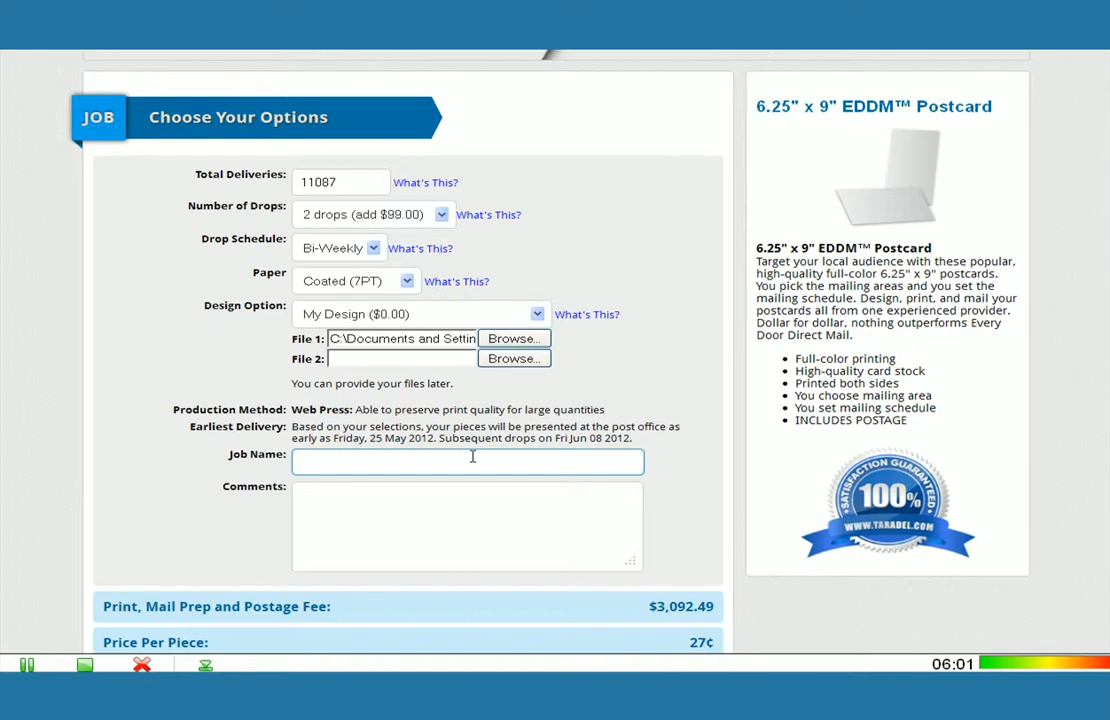 JOB Choose Your Options
Total Deliveries: 11087 What's This?
Number of Drops: 2 drops (add $99.00) What's This?
Drop Schedule: Bi-Weekly What's This?
Paper Coated (7PT) What's This?
Design Option: My Design ($0.00) What's This?
File 1: C:\Documents and Settin Browse...
File 2: Browse...
You can provide your files later.
Production Method: Web Press: Able to preserve print quality for large quantities
Earliest Delivery: Based on your selections, your pieces will be presented at the post office as
early as Friday, 25 May 2012. Subsequent drops on Fri Jun 08 2012.
Job Name:
Comments:
Print, Mail Prep and Postage Fee: $3,092.49
Price Per Piece: 27¢
6.25" x 9" EDDM™ Postcard
6.25" x 9" EDDM™ Postcard
Target your local audience with these popular,
high-quality full-color 6.25" x 9" postcards.
You pick the mailing areas and you set the
mailing schedule. Design, print, and mail your
postcards all from one experienced provider.
Dollar for dollar, nothing outperforms Every
Door Direct Mail.
Full-color printing
High-quality card stock
Printed both sides
You choose mailing area
You set mailing schedule
INCLUDES POSTAGE
SATISFACTION GUARANTEED
100%
WWW.TARADEL.COM
06:01